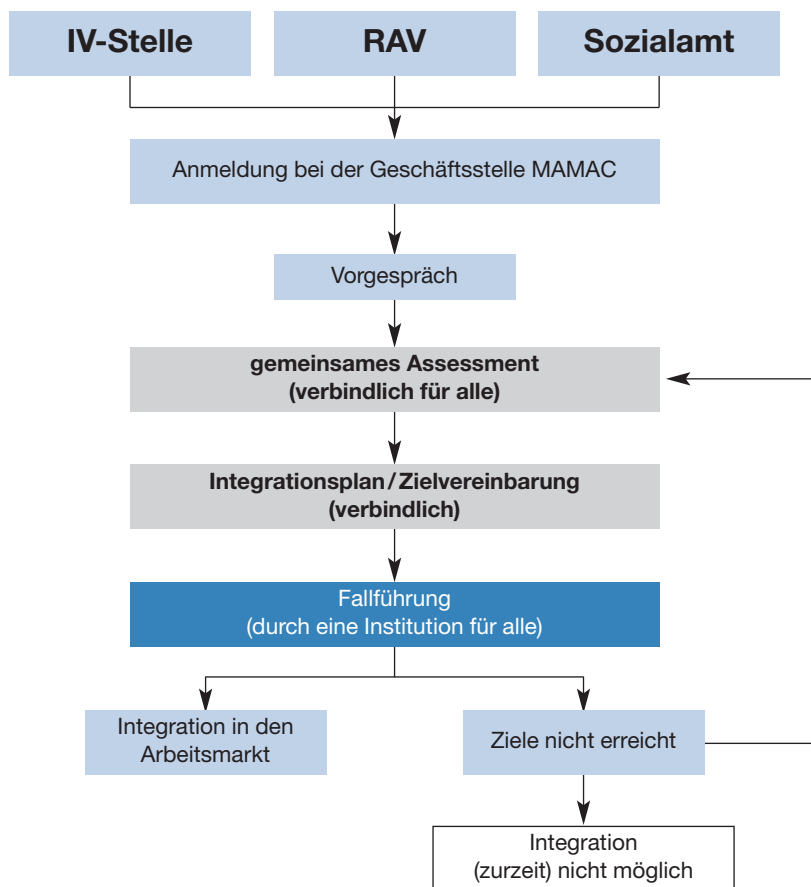 IV-Stelle
RAV
Sozialamt
Anmeldung bei der Geschäftsstelle MAMAC
Vorgespräch
gemeinsames Assessment
(verbindlich für alle)
Integrationsplan/Zielvereinbarung
(verbindlich)
Fallführung
(durch eine Institution für alle)
Integration in den
Arbeitsmarkt
Ziele nicht erreicht
Integration
(zurzeit) nicht möglich